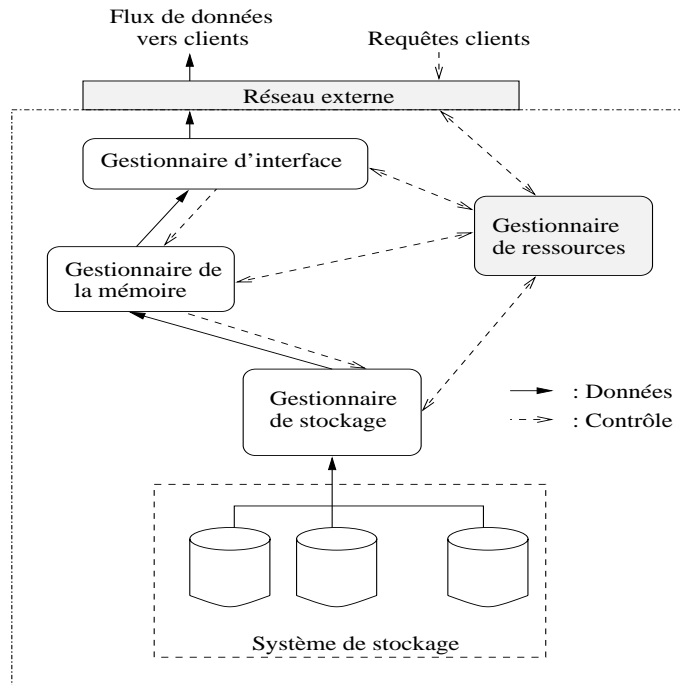 Flux de données
vers clients
Requêtes clients
Réseau externe
Gestionnaire d'interface
Gestionnaire
de ressources
Gestionnaire de
la mémoire
Gestionnaire
de stockage
: Données
: Contrôle
Système de stockage